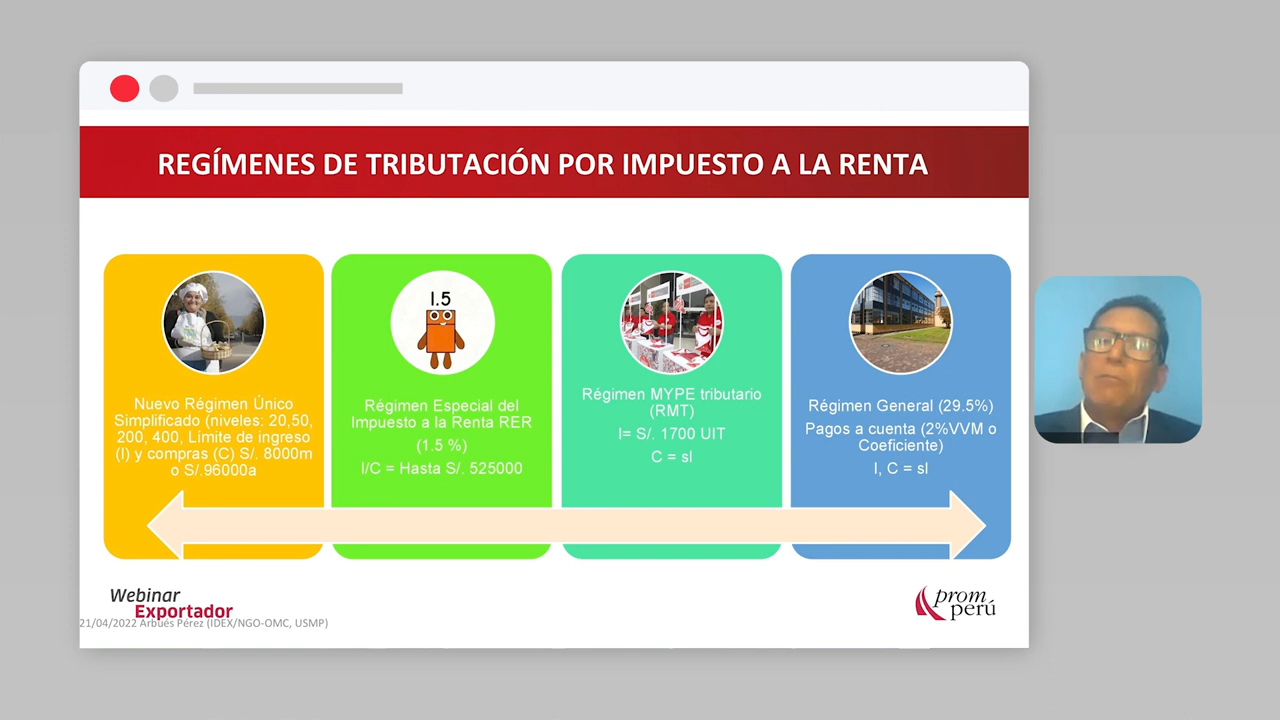 REGÍMENES DE TRIBUTACIÓN POR IMPUESTO A LA RENTA
Nuevo Régimen Único
Simplificado (niveles: 20,50,
200, 400, Límite de ingreso
(I) y compras (C) S/. 8000m
o S/.96000a
1.5
Régimen Especial del
Impuesto a la Renta RER
(1.5 %)
I/C = Hasta S/. 525000
Régimen MYPE tributario
(RMT)
I= S/. 1700 UIT
C = sl
Régimen General (29.5%)
Pagos a cuenta (2%VVM o
Coeficiente)
I, C = sl
Webinar
Exportador
21/04/2022 Arbués Pérez (IDEX/NGO-OMC, USMP)
prom
perú